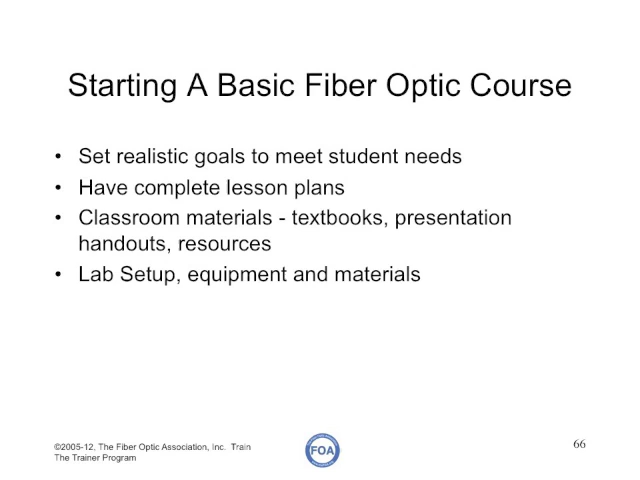 Starting A Basic Fiber Optic Course
• Set realistic goals to meet student needs
• Have complete lesson plans
• Classroom materials - textbooks, presentation
handouts, resources
• Lab Setup, equipment and materials
©2005-12, The Fiber Optic Association, Inc. Train
The Trainer Program
FOA
66